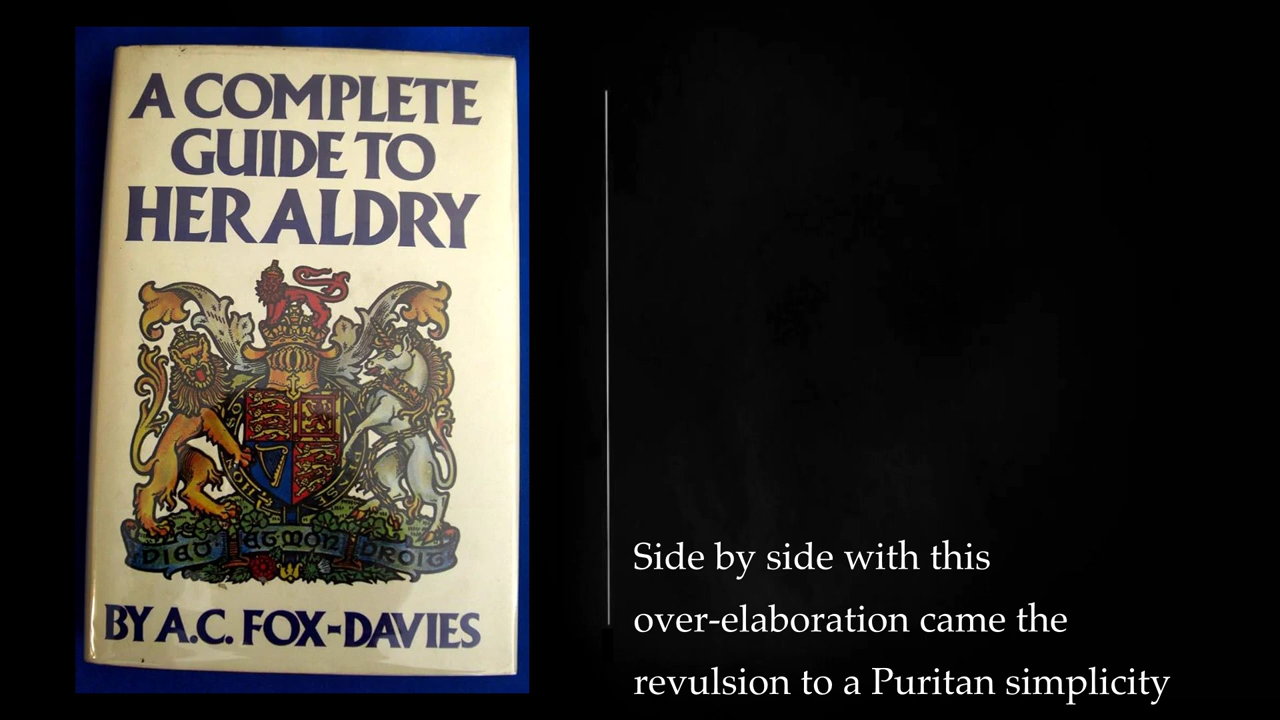 A COMPLETE
GUIDE TO
HERALDRY
DIEU ET MON DROIT
BY A.C. FOX-DAVIES
Side by side with this
over-elaboration came the
revulsion to a Puritan simplicity